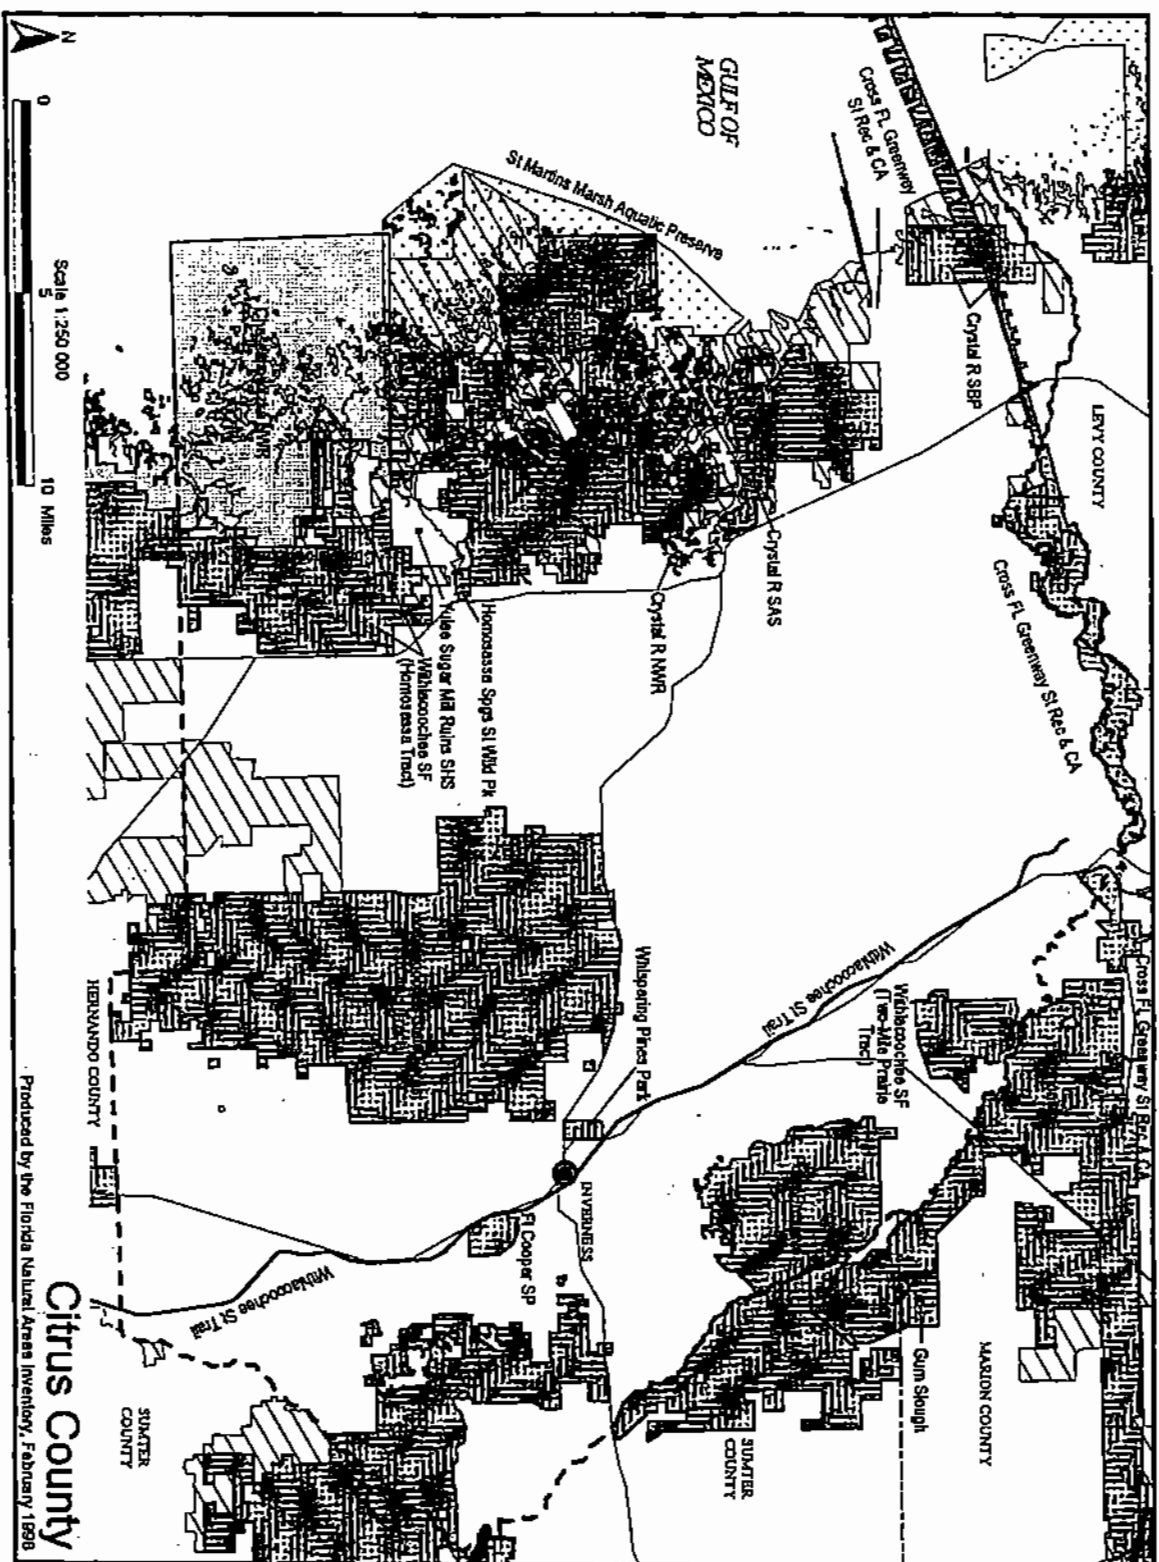 GULF OF
MEXICO
Cross FL Greenway
St Rec & CA
St Martins Marsh Aquatic Preserve
Crystal R SBP
LEVY COUNTY
Cross FL Greenway St Rec & CA
Crystal R SAS
Crystal R NWR
Homosassa Spgs St Wild Pk
Yulee Sugar Mill Ruins SHS
Withlacoochee SF
(Homosassa Tract)
Cross FL Greenway St Rec & CA
Withlacoochee St Trail
Withlacoochee SF
(Two-Mile Prairie
Tract)
Whispering Pines Park
INVERNESS
Ft Cooper SP
Gum Slough
MARION COUNTY
SUMTER
COUNTY
HERNANDO COUNTY
Withlacoochee St Trail
SUMTER
COUNTY
N
0
5
10 Miles
Scale 1:250,000
Citrus County
Produced by the Florida Natural Areas Inventory, February 1998